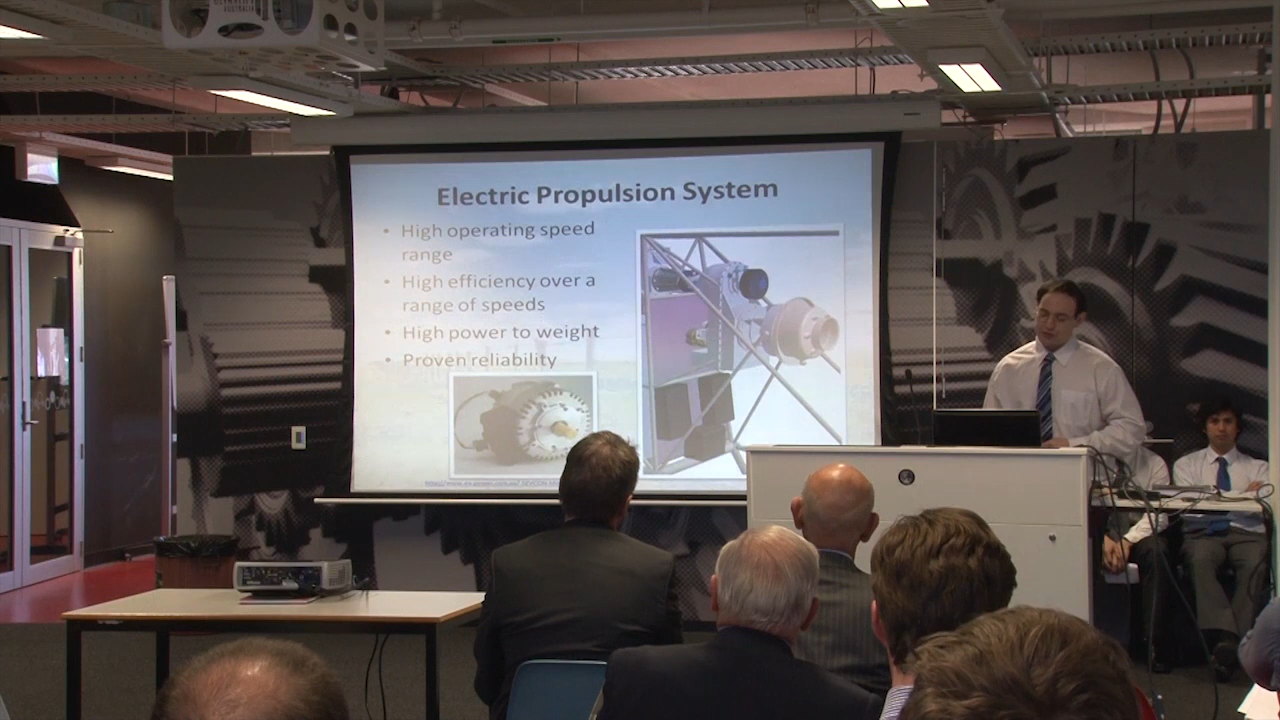 AUSTRALIA
Electric Propulsion System
• High operating speed
range
• High efficiency over a
range of speeds
• High power to weight
• Proven reliability